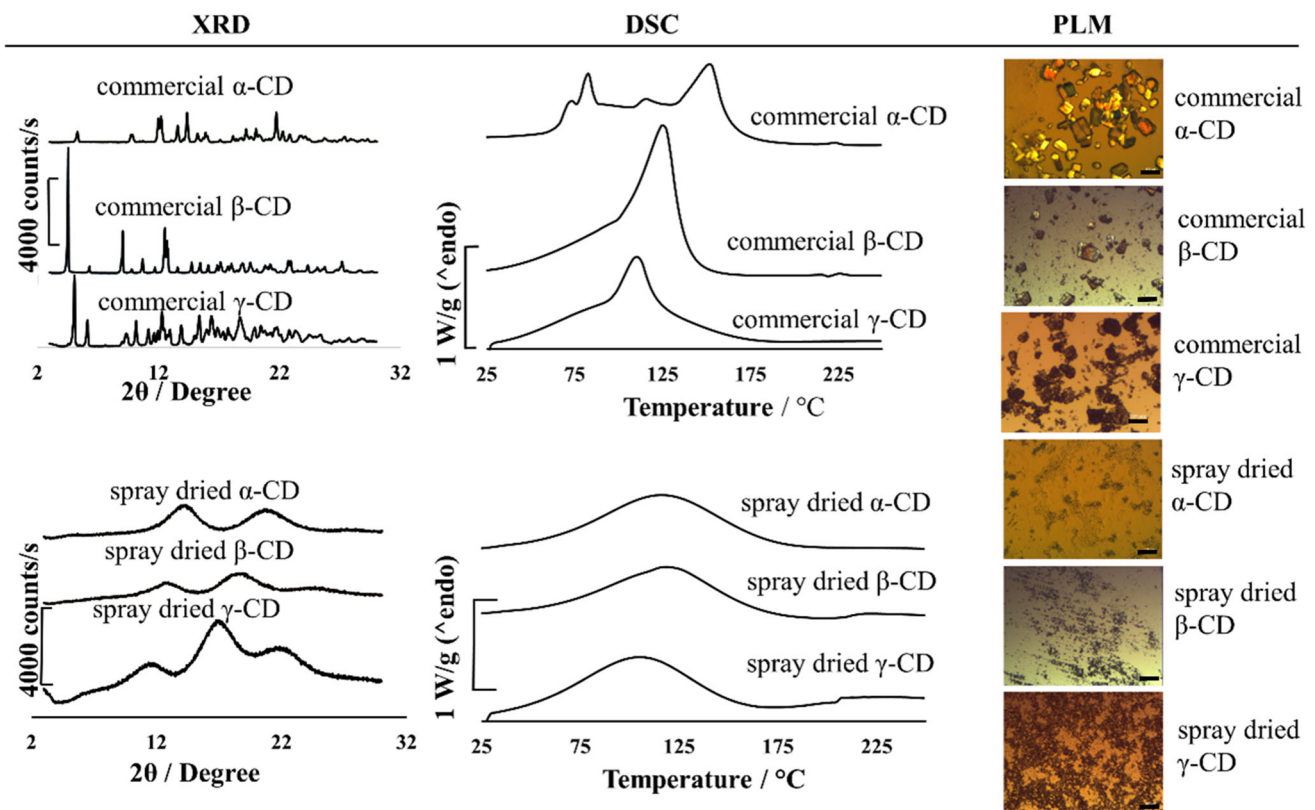 XRD
DSC
PLM
commercial α-CD
commercial β-CD
commercial γ-CD
4000 counts/s
2 12 22 32
2θ / Degree
commercial α-CD
commercial β-CD
commercial γ-CD
1 W/g (^endo)
25 75 125 175 225
Temperature / °C
commercial
α-CD
commercial
β-CD
commercial
γ-CD
spray dried α-CD
spray dried β-CD
spray dried γ-CD
4000 counts/s
2 12 22 32
2θ / Degree
spray dried α-CD
spray dried β-CD
spray dried γ-CD
1 W/g (^endo)
25 75 125 175 225
Temperature / °C
spray dried
α-CD
spray dried
β-CD
spray dried
γ-CD